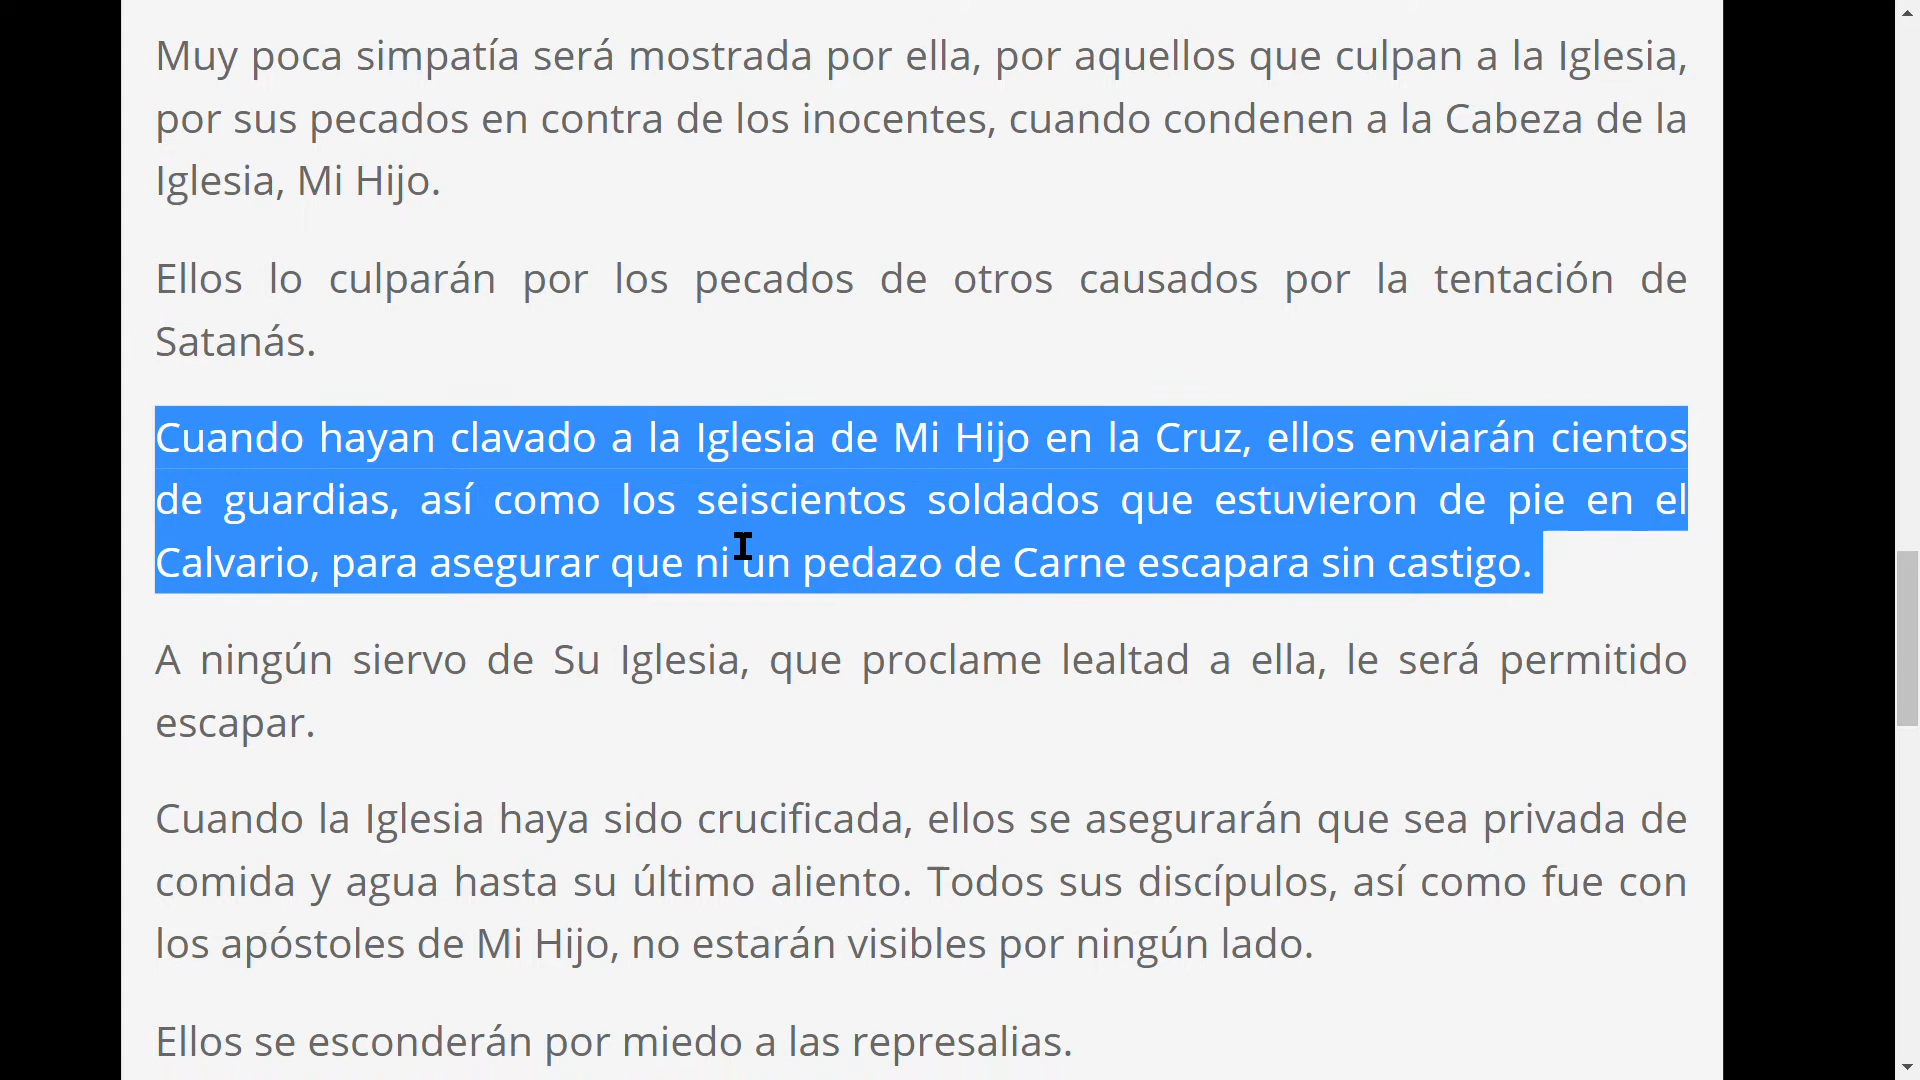 Muy poca simpatía será mostrada por ella, por aquellos que culpan a la Iglesia,
por sus pecados en contra de los inocentes, cuando condenen a la Cabeza de la
Iglesia, Mi Hijo.
Ellos lo culparán por los pecados de otros causados por la tentación de
Satanás.
Cuando hayan clavado a la Iglesia de Mi Hijo en la Cruz, ellos enviarán cientos
de guardias, así como los seiscientos soldados que estuvieron de pie en el
Calvario, para asegurar que ni un pedazo de Carne escapara sin castigo.
A ningún siervo de Su Iglesia, que proclame lealtad a ella, le será permitido
escapar.
Cuando la Iglesia haya sido crucificada, ellos se asegurarán que sea privada de
comida y agua hasta su último aliento. Todos sus discípulos, así como fue con
los apóstoles de Mi Hijo, no estarán visibles por ningún lado.
Ellos se esconderán por miedo a las represalias.